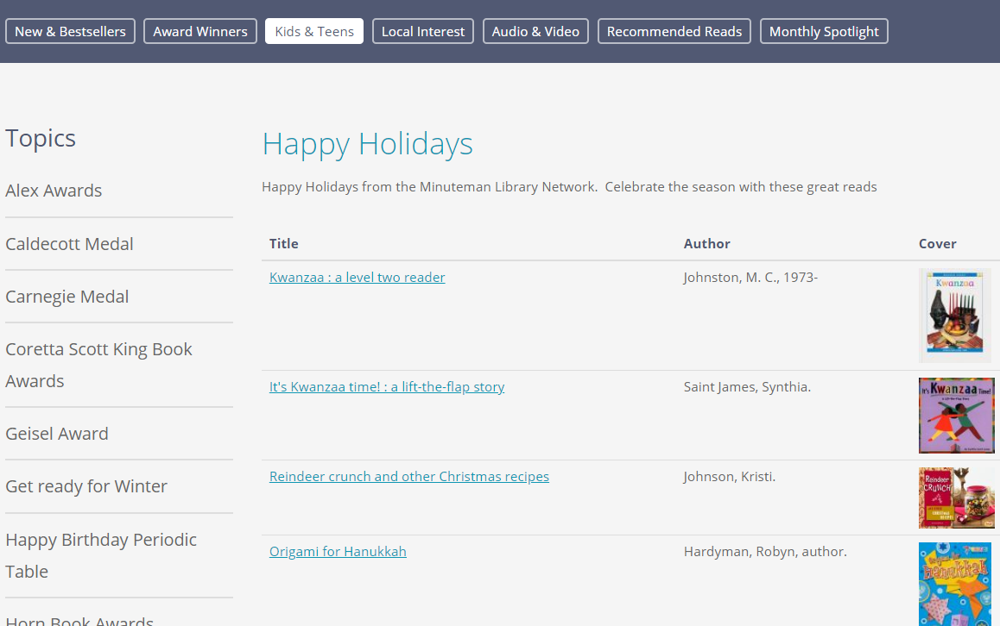 New & Bestsellers Award Winners Kids & Teens Local Interest Audio & Video Recommended Reads Monthly Spotlight
Topics
Alex Awards
Caldecott Medal
Carnegie Medal
Coretta Scott King Book
Awards
Geisel Award
Get ready for Winter
Happy Birthday Periodic
Table
Horn Book Awards
Happy Holidays
Happy Holidays from the Minuteman Library Network.  Celebrate the season with these great reads
Title Author Cover
Kwanzaa : a level two reader Johnston, M. C., 1973-
Kwanzaa
It's Kwanzaa time! : a lift-the-flap story Saint James, Synthia.
It's Kwanzaa Time!
Reindeer crunch and other Christmas recipes Johnson, Kristi.
Reindeer
CRUNCH
Origami for Hanukkah Hardyman, Robyn, author.
Hanukkah